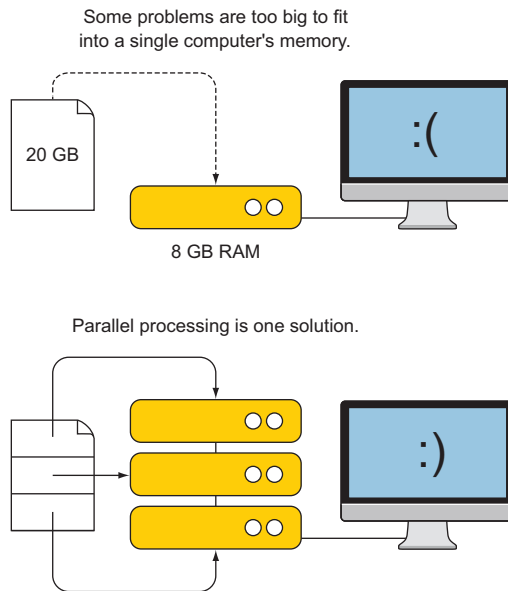 Some problems are too big to fit
into a single computer's memory.
20 GB
:(
8 GB RAM
Parallel processing is one solution.
:)